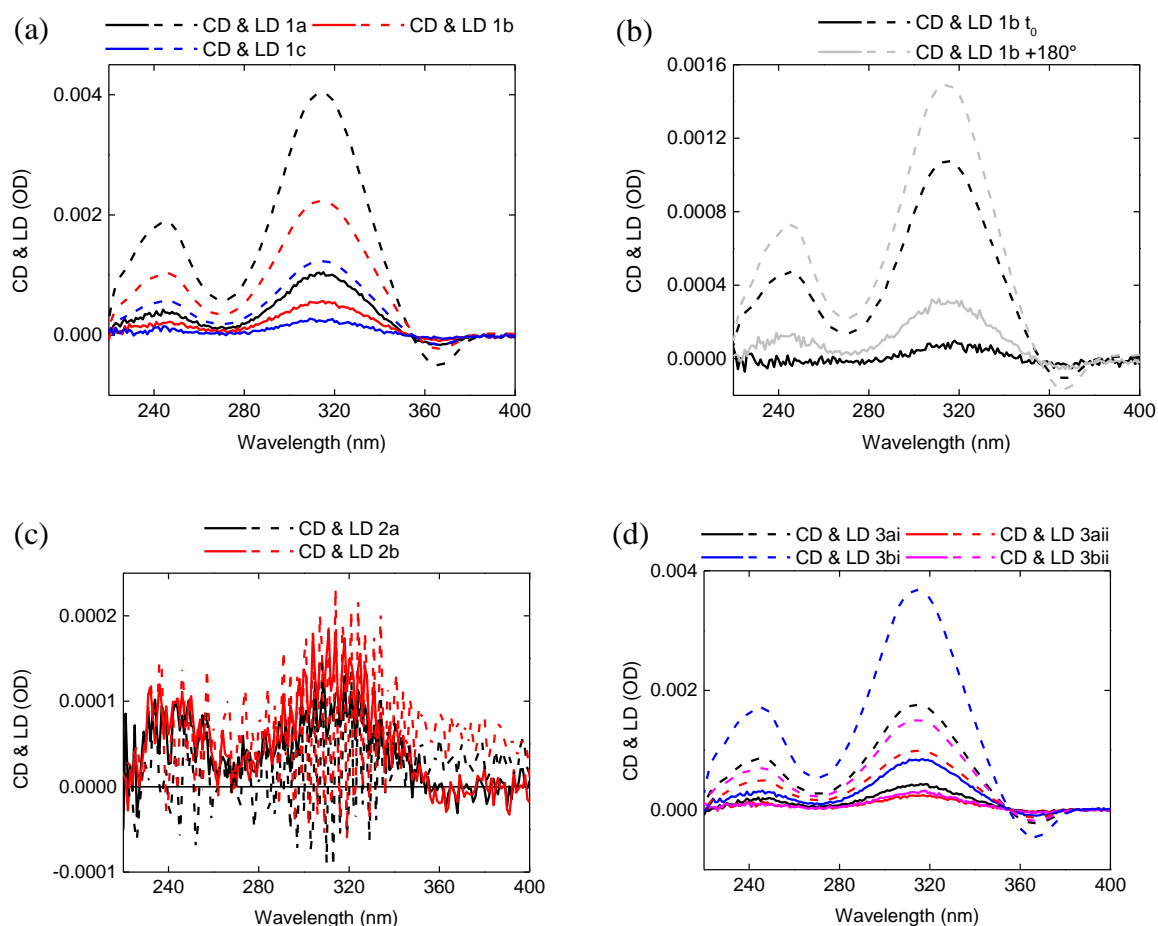 (a)
CD & LD 1a CD & LD 1b
CD & LD 1c
0.004
0.002
0.000
CD & LD (OD)
240 280 320 360 400
Wavelength (nm)
(b)
CD & LD 1b t0
CD & LD 1b +180°
0.0016
0.0012
0.0008
0.0004
0.0000
CD & LD (OD)
240 280 320 360 400
Wavelength (nm)
(c)
CD & LD 2a
CD & LD 2b
0.0002
0.0001
0.0000
-0.0001
CD & LD (OD)
240 280 320 360 400
Wavelength (nm)
(d)
CD & LD 3ai CD & LD 3aii
CD & LD 3bi CD & LD 3bii
0.004
0.002
0.000
CD & LD (OD)
240 280 320 360 400
Wavelength (nm)